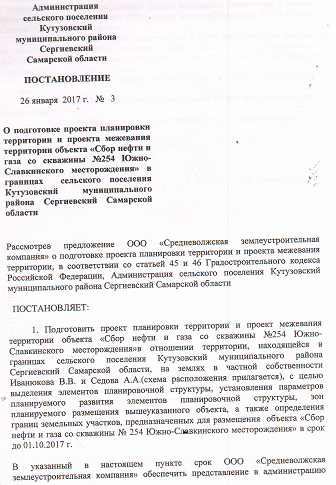 Администрация
сельского поселения
Кутузовский
муниципального района
Сергиевский
Самарской области
ПОСТАНОВЛЕНИЕ
26 января 2017 г. № 3
О подготовке проекта планировки
территории и проекта межевания
территории объекта «Сбор нефти и
газа со скважины №254 Южно-
Славкинского месторождения» в
границах сельского поселения
Кутузовский муниципального
района Сергиевский Самарской
области
Рассмотрев предложение ООО «Средневолжская землеустроительная
компания» о подготовке проекта планировки территории и проекта межевания
территории, в соответствии со статьей 45 и 46 Градостроительного кодекса
Российской Федерации, Администрация сельского поселения Кутузовский
муниципального района Сергиевский Самарской области
ПОСТАНОВЛЯЕТ:
1. Подготовить проект планировки территории и проект межевания
территории объекта «Сбор нефти и газа со скважины №254 Южно-
Славкинского месторождения»в отношении территории, находящейся в
границах сельского поселения Кутузовский муниципального района
Сергиевский Самарской области, на землях в частной собственности
Иванюкова В.В. и Седова А.А.(схема расположения прилагается), с целью
выделения элементов планировочной структуры, установления параметров
планируемого развития элементов планировочной структуры, зон
планируемого размещения вышеуказанного объекта, а также определения
границ земельных участков, предназначенных для размещения объекта «Сбор
нефти и газа со скважины № 254 Южно-Славкинского месторождения» в срок
до 01.10.2017 г.
В указанный в настоящем пункте срок ООО «Средневолжская
землеустроительная компания» обеспечить представление в администрацию